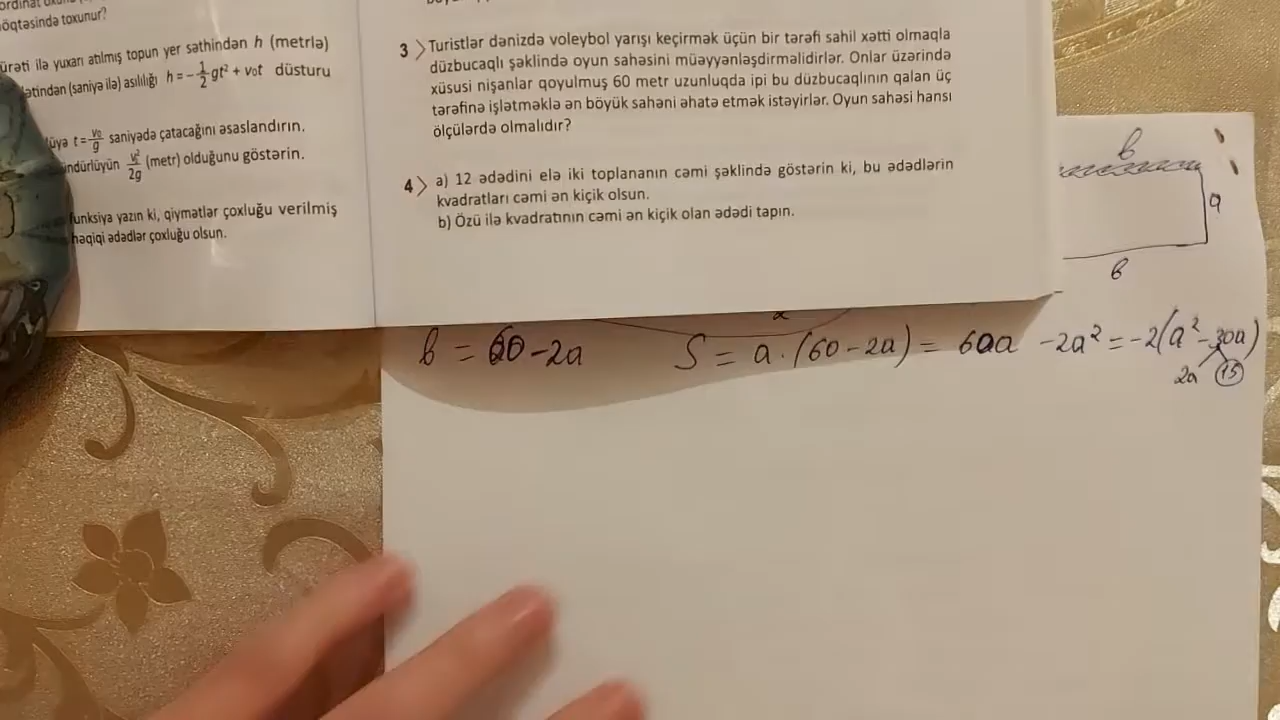 nöqtəsində toxunur?
ilə yuxarı atılmış topun yer səthindən h (metrlə)
(saniyə ilə) asılılığı h = -1/2 gt² + v₀t düsturu
t = v₀/g saniyədə çatacağını əsaslandırın.
v₀²/2g (metr) olduğunu göstərin.
funksiya yazın ki, qiymətlər çoxluğu verilmiş
həqiqi ədədlər çoxluğu olsun.
3 Turistlər dənizdə voleybol yarışı keçirmək üçün bir tərəfi sahil xətti olmaqla
düzbucaqlı şəklində oyun sahəsini müəyyənləşdirməlidirlər. Onlar üzərində
xüsusi nişanlar qoyulmuş 60 metr uzunluqda ipi bu düzbucaqlının qalan üç
tərəfinə işlətməklə ən böyük sahəni əhatə etmək istəyirlər. Oyun sahəsi hansı
ölçülərdə olmalıdır?
4 a) 12 ədədini elə iki toplananın cəmi şəklində göstərin ki, bu ədədlərin
kvadratları cəmi ən kiçik olsun.
b) Özü ilə kvadratının cəmi ən kiçik olan ədədi tapın.
b
a
b
b = 60 - 2a
S = a · (60 - 2a) = 60a - 2a² = -2(a² - 30a)
2a 15